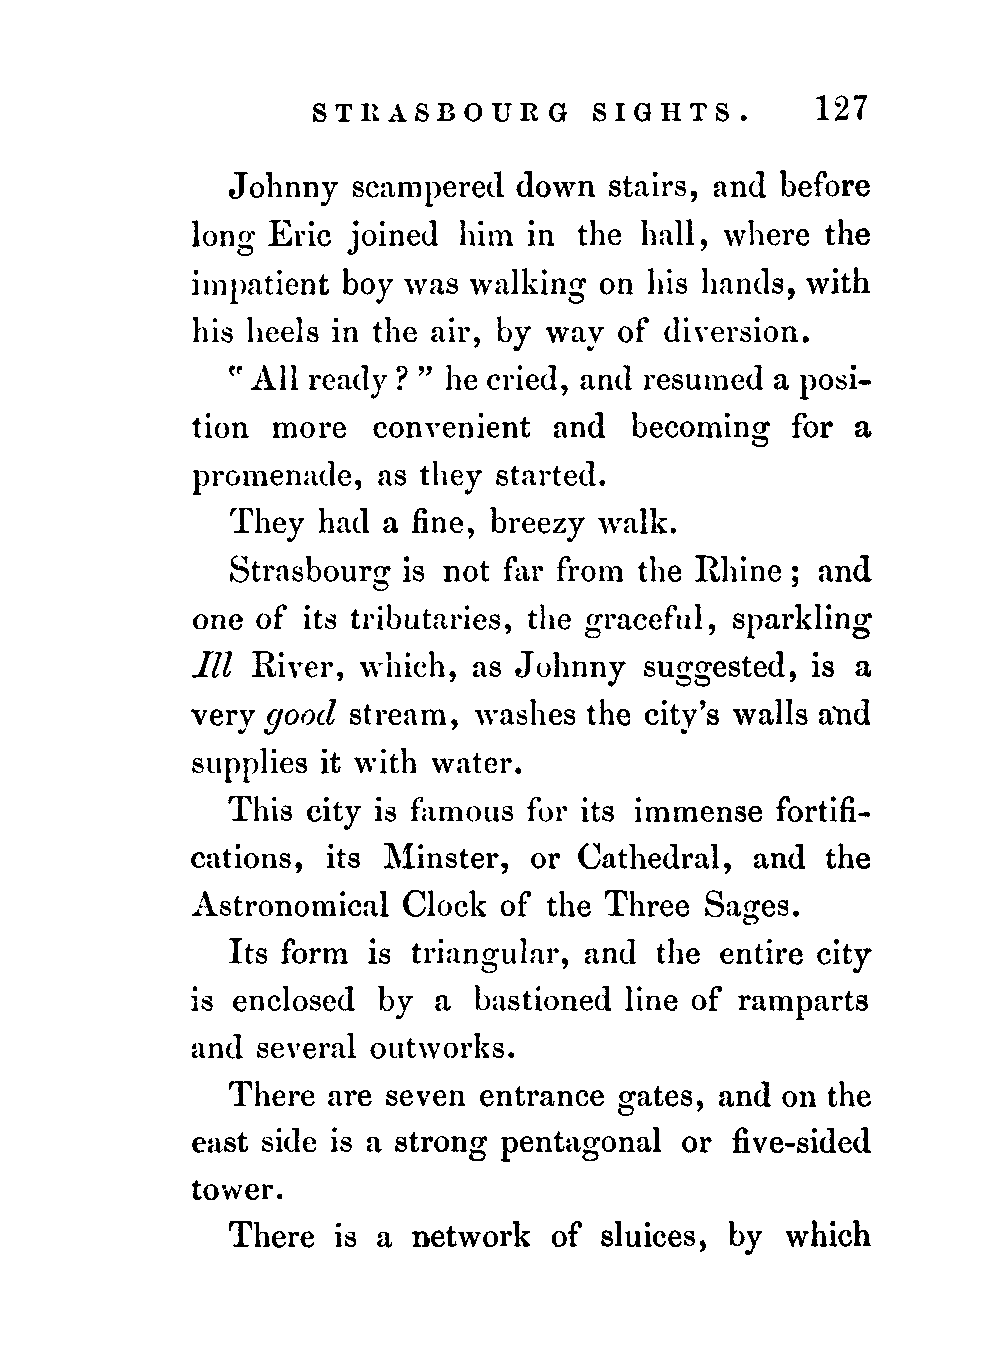 STRASBOURG SIGHTS. 127
Johnny scampered down stairs, and before
long Eric joined him in the hall, where the
impatient boy was walking on his hands, with
his heels in the air, by way of diversion.
"All ready?" he cried, and resumed a posi-
tion more convenient and becoming for a
promenade, as they started.
They had a fine, breezy walk.
Strasbourg is not far from the Rhine; and
one of its tributaries, the graceful, sparkling
Ill River, which, as Johnny suggested, is a
very good stream, washes the city's walls and
supplies it with water.
This city is famous for its immense fortifi-
cations, its Minster, or Cathedral, and the
Astronomical Clock of the Three Sages.
Its form is triangular, and the entire city
is enclosed by a bastioned line of ramparts
and several outworks.
There are seven entrance gates, and on the
east side is a strong pentagonal or five-sided
tower.
There is a network of sluices, by which